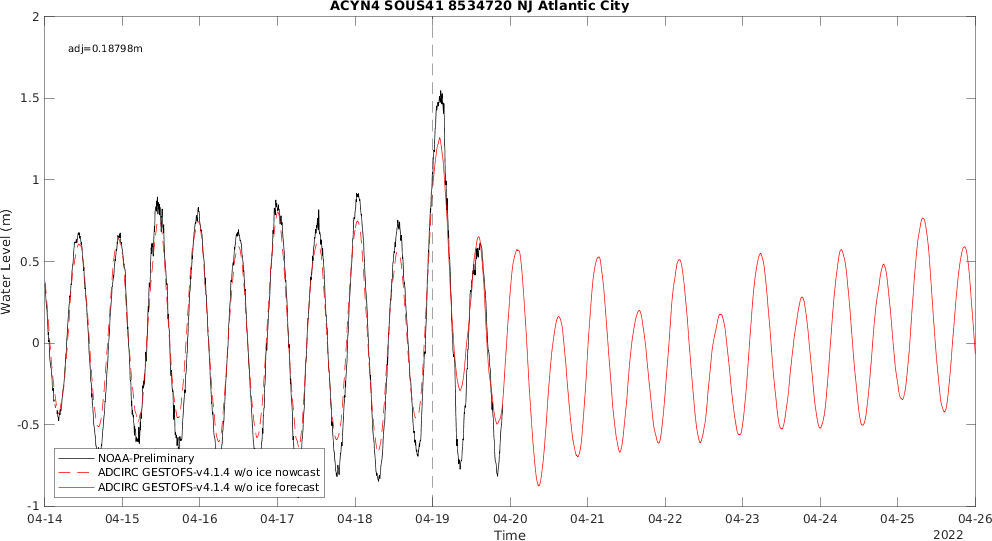 ACYN4 SOUS41 8534720 NJ Atlantic City
adj=0.18798m
Water Level (m)
2
1.5
1
0.5
0
-0.5
-1
NOAA-Preliminary
ADCIRC GESTOFS-v4.1.4 w/o ice nowcast
ADCIRC GESTOFS-v4.1.4 w/o ice forecast
04-14 04-15 04-16 04-17 04-18 04-19 04-20 04-21 04-22 04-23 04-24 04-25 04-26
Time
2022